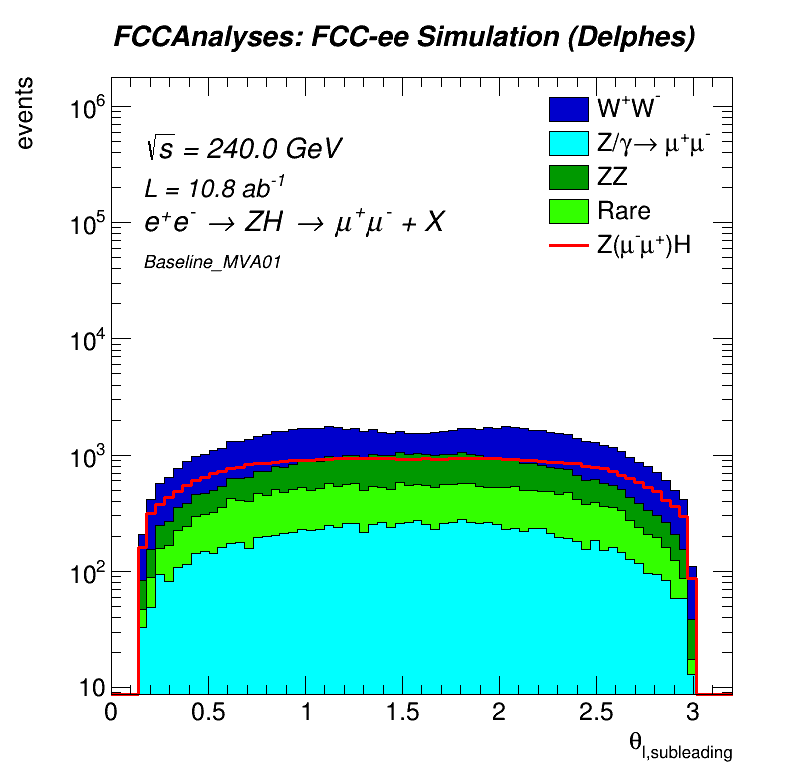 FCCAnalyses: FCC-ee Simulation (Delphes)
events
10⁶
10⁵
10⁴
10³
10²
10
√s = 240.0 GeV
L = 10.8 ab⁻¹
e⁺e⁻ → ZH → μ⁺μ⁻ + X
Baseline_MVA01
W⁺W⁻
Z/γ→ μ⁺μ⁻
ZZ
Rare
Z(μ⁻μ⁺)H
0 0.5 1 1.5 2 2.5 3
θ_l,subleading